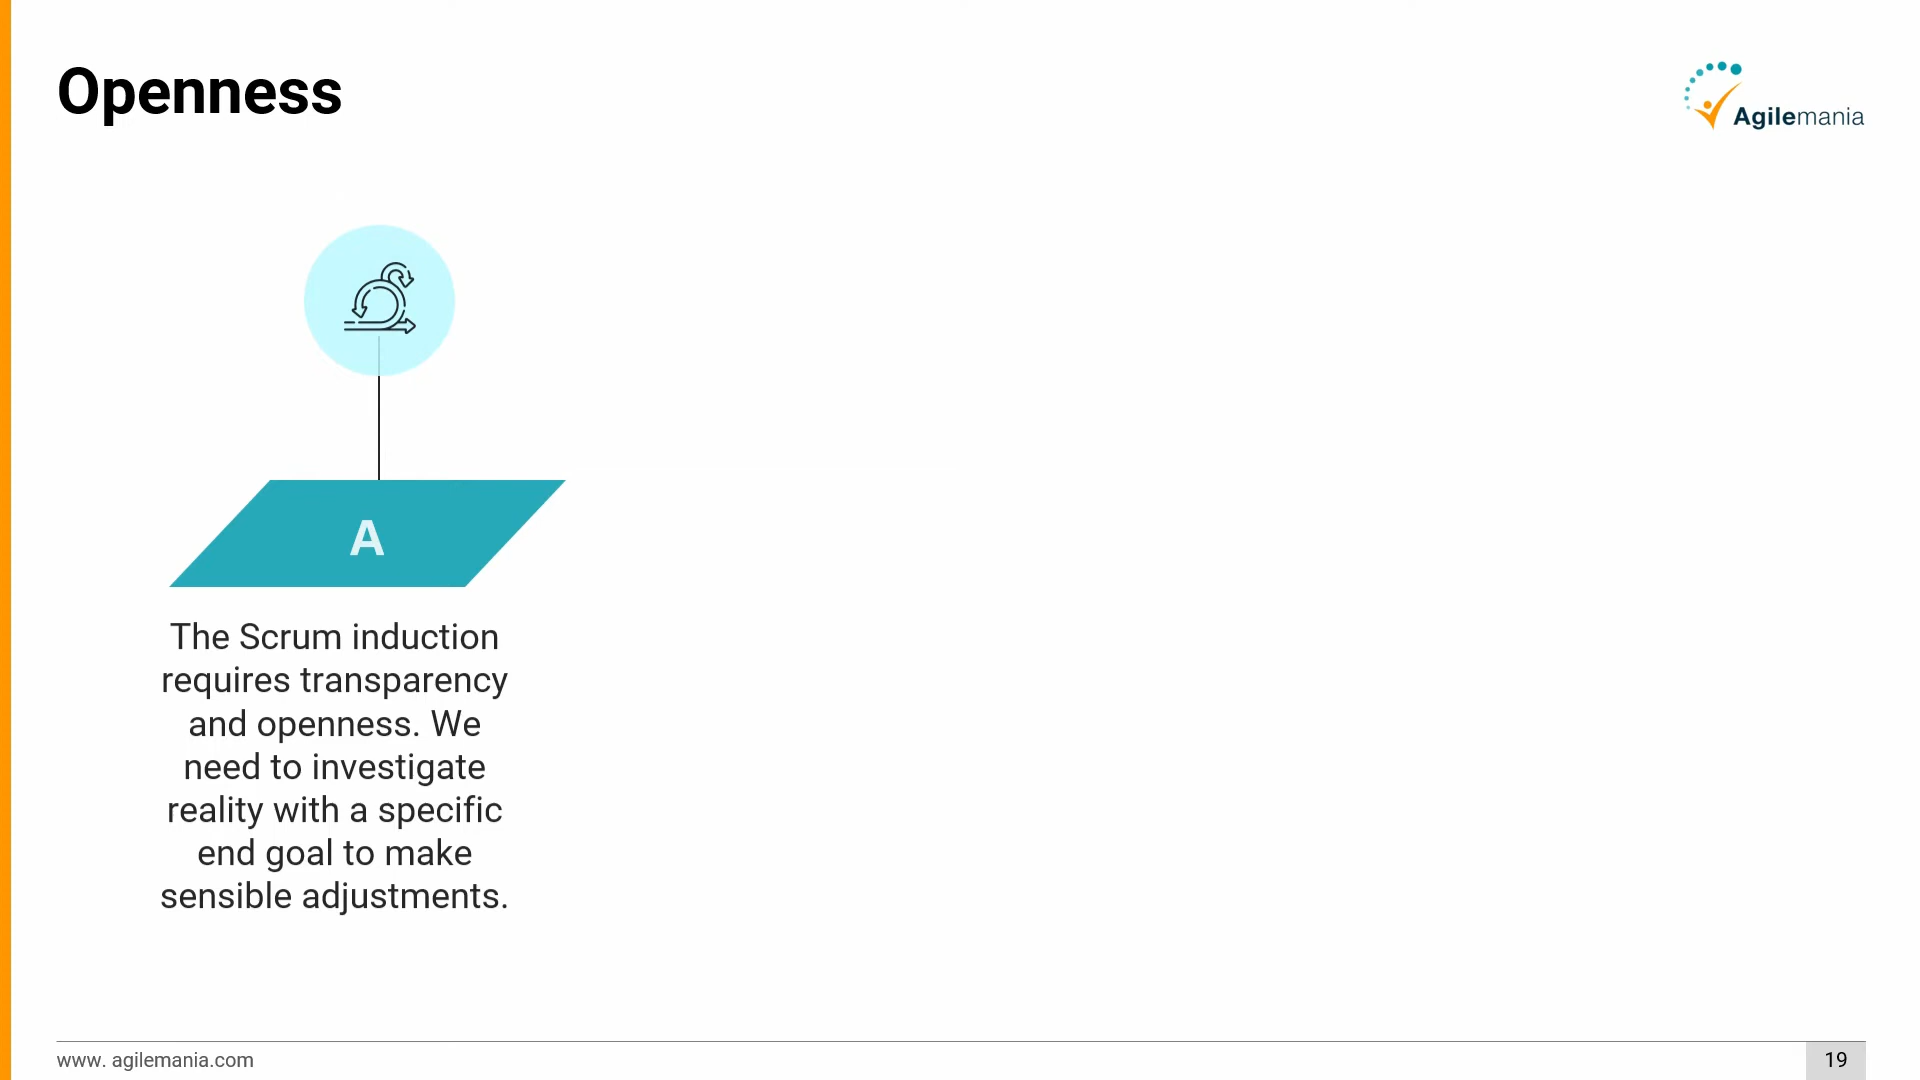 Openness
Agilemania
A
The Scrum induction
requires transparency
and openness. We
need to investigate
reality with a specific
end goal to make
sensible adjustments.
www. agilemania.com
19